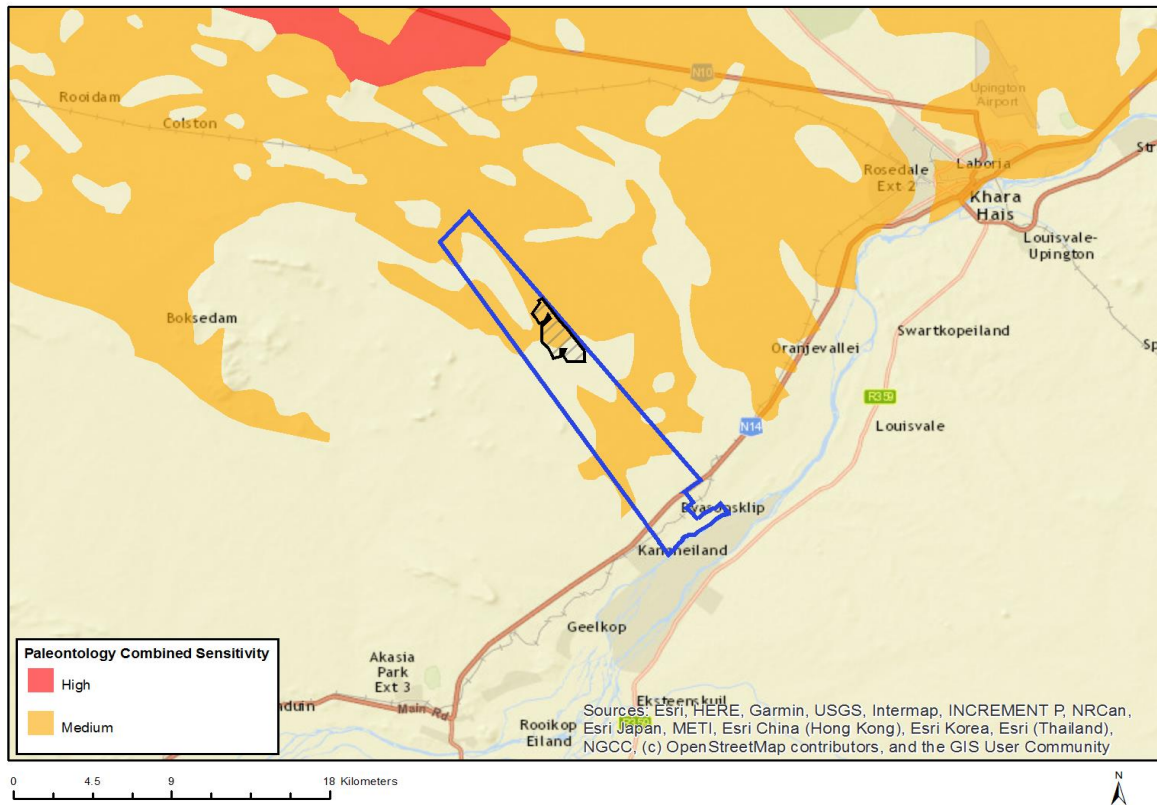 N10
Rooidam
Colston
Upington
Airport
Str
Rosedale
Ext 2
Laboria
Khara
Hais
Louisvale-
Upington
Boksedam
Swartkopeiland
Sp
Oranjevallei
R359
N14
Louisvale
Kanoneiland
Geelkop
Akasia
Park
Ext 3
Main Rd
Rooikop
Eiland
Eksteenskuil
Paleontology Combined Sensitivity
High
Medium
Sources: Esri, HERE, Garmin, USGS, Intermap, INCREMENT P, NRCan,
Esri Japan, METI, Esri China (Hong Kong), Esri Korea, Esri (Thailand),
NGCC, (c) OpenStreetMap contributors, and the GIS User Community
0 4.5 9 18 Kilometers
N